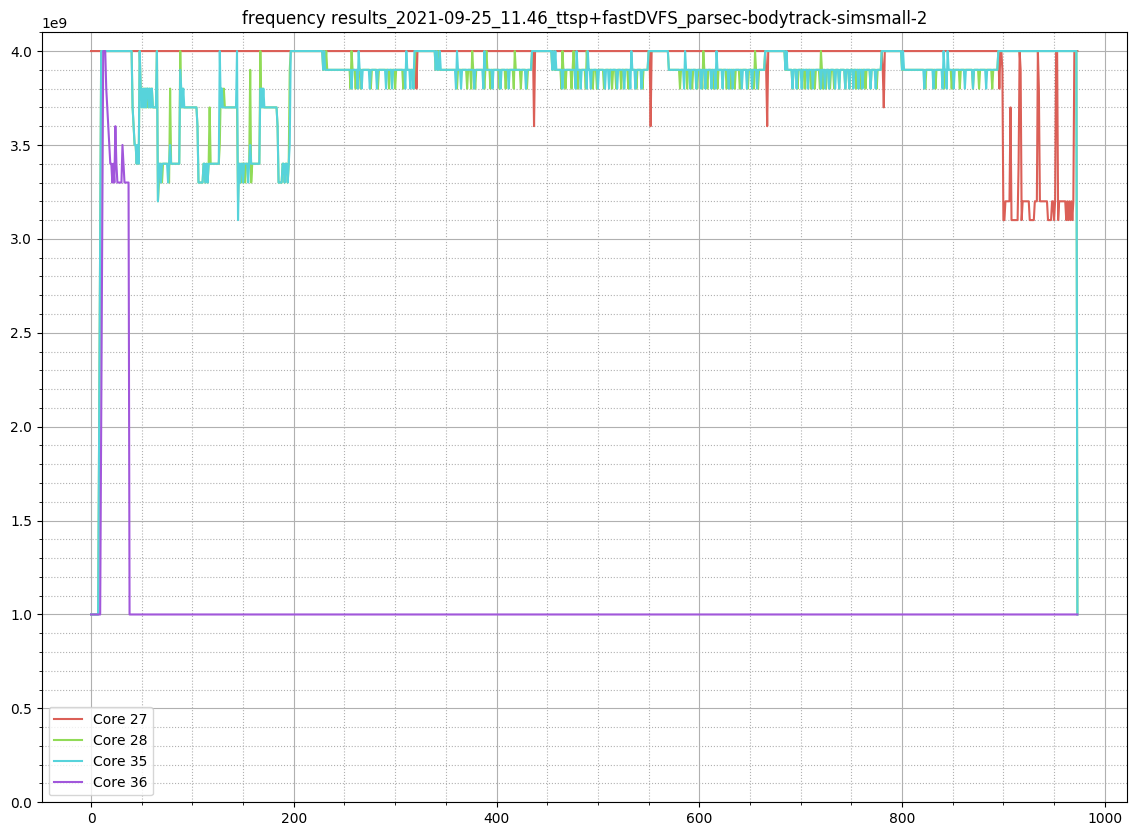 frequency results_2021-09-25_11.46_ttsp+fastDVFS_parsec-bodytrack-simsmall-2
1e9
4.0
3.5
3.0
2.5
2.0
1.5
1.0
0.5
0.0
Core 27
Core 28
Core 35
Core 36
0 200 400 600 800 1000